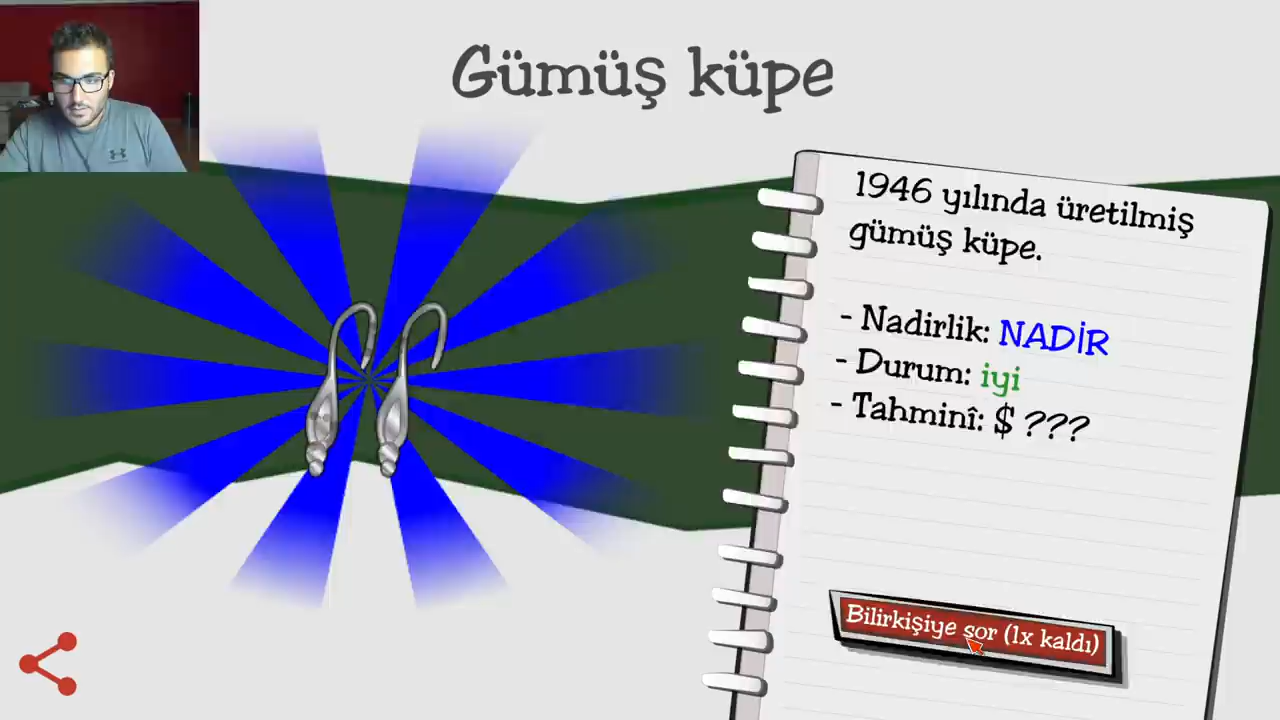 Gümüş küpe
1946 yılında üretilmiş
gümüş küpe.
- Nadirlik: NADİR
- Durum: iyi
- Tahminî: $ ???
Bilirkişiye sor (1x kaldı)